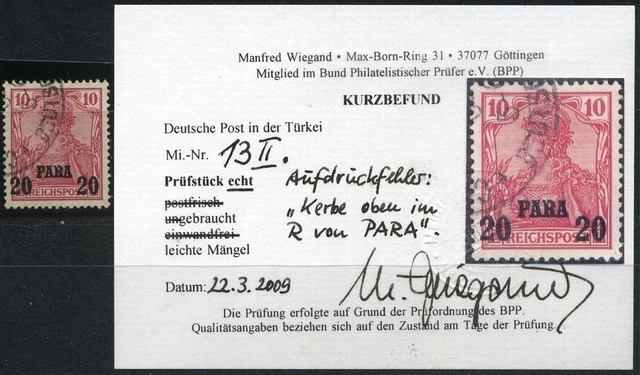 10 10
PARA
20 20
REICHSPOST
Manfred Wiegand • Max-Born-Ring 31 • 37077 Göttingen
Mitglied im Bund Philatelistischer Prüfer e.V. (BPP)
KURZBEFUND
Deutsche Post in der Türkei
Mi.-Nr. 13 II.
Prüfstück echt
postfrisch
ungebraucht
einwandfrei
leichte Mängel
Aufdruckfehler:
„Kerbe oben im
R von PARA".
Datum: 22.3.2009
M. Wiegand
Die Prüfung erfolgte auf Grund der Prüfordnung des BPP.
Qualitätsangaben beziehen sich auf den Zustand am Tage der Prüfung.
10 10
PARA
20 20
REICHSPOST